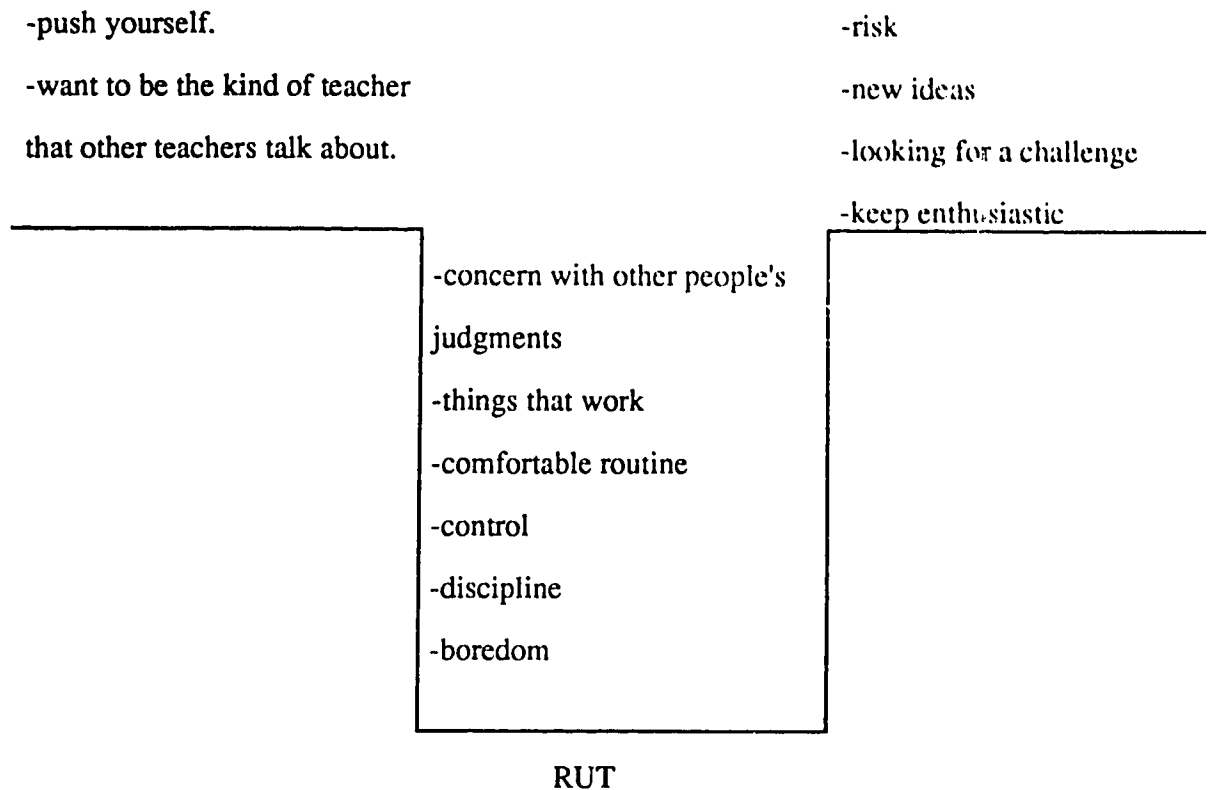 -push yourself.
-want to be the kind of teacher
that other teachers talk about.
-risk
-new ideas
-looking for a challenge
-keep enthusiastic
-concern with other people's
judgments
-things that work
-comfortable routine
-control
-discipline
-boredom
RUT